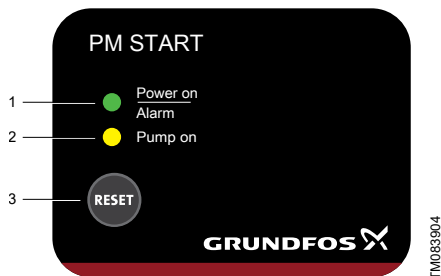 PM START
1
Power on
Alarm
2
Pump on
3
RESET
GRUNDFOS
TM083904